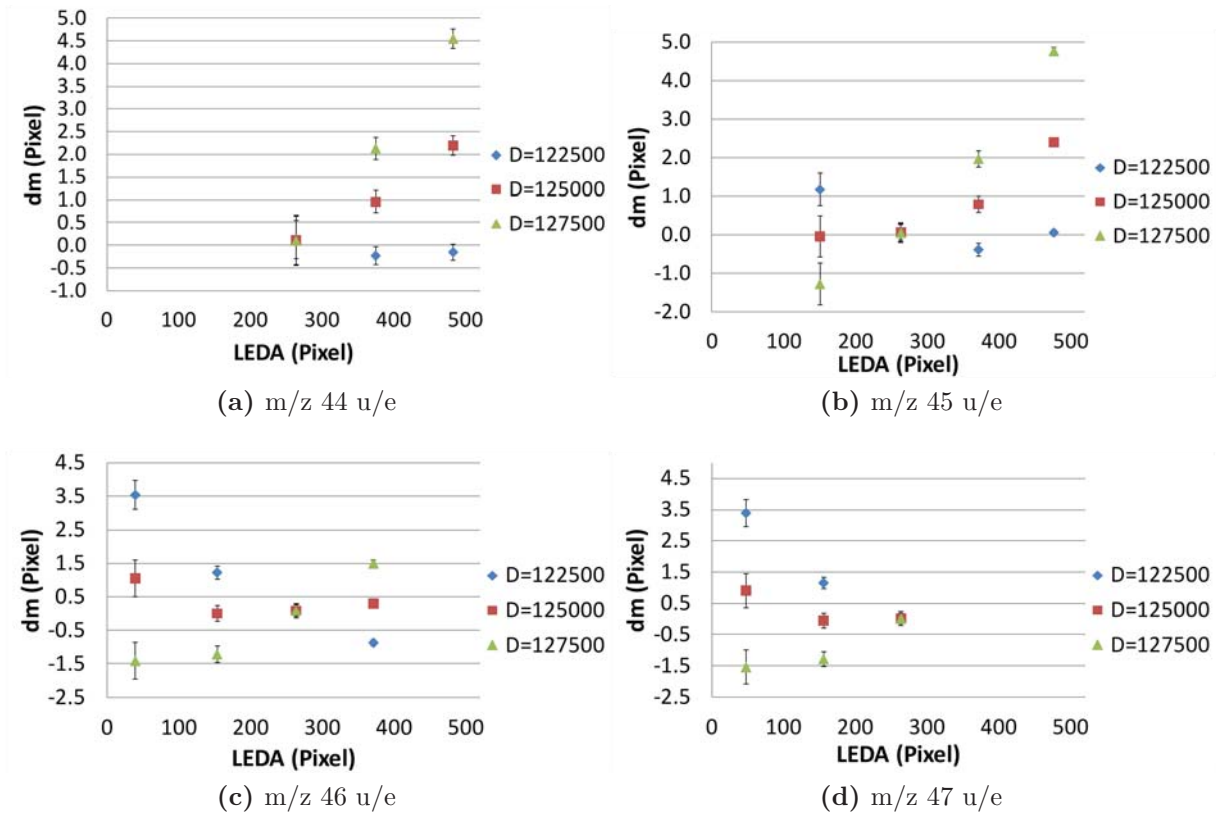 5.0
4.5
4.0
3.5
3.0
2.5
2.0
1.5
1.0
0.5
0.0
-0.5
-1.0
dm (Pixel)
0 100 200 300 400 500
LEDA (Pixel)
D=122500
D=125000
D=127500
(a) m/z 44 u/e
5.0
4.0
3.0
2.0
1.0
0.0
-1.0
-2.0
dm (Pixel)
0 100 200 300 400 500
LEDA (Pixel)
D=122500
D=125000
D=127500
(b) m/z 45 u/e
4.5
3.5
2.5
1.5
0.5
-0.5
-1.5
-2.5
dm (Pixel)
0 100 200 300 400 500
LEDA (Pixel)
D=122500
D=125000
D=127500
(c) m/z 46 u/e
4.5
3.5
2.5
1.5
0.5
-0.5
-1.5
-2.5
dm (Pixel)
0 100 200 300 400 500
LEDA (Pixel)
D=122500
D=125000
D=127500
(d) m/z 47 u/e